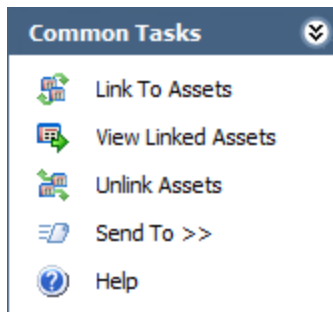 Common Tasks
Link To Assets
View Linked Assets
Unlink Assets
Send To >>
Help